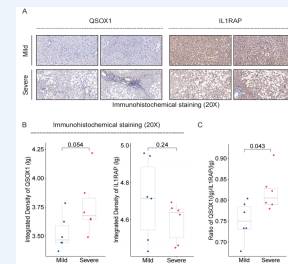 A
QSOX1
IL1RAP
Mild
Severe
Immunohistochemical staining (20X)
B
Immunohistochemical staining (20X)
C
0.054
0.24
0.043
Integrated Density of QSOX1 (lg)
4.25
4.00
3.75
3.50
Mild
Severe
Integrated Density of IL1RAP (lg)
4.8
4.6
Mild
Severe
Ratio of QSOX1(lg)/IL1RAP(lg)
0.90
0.85
0.80
0.75
0.70
Mild
Severe